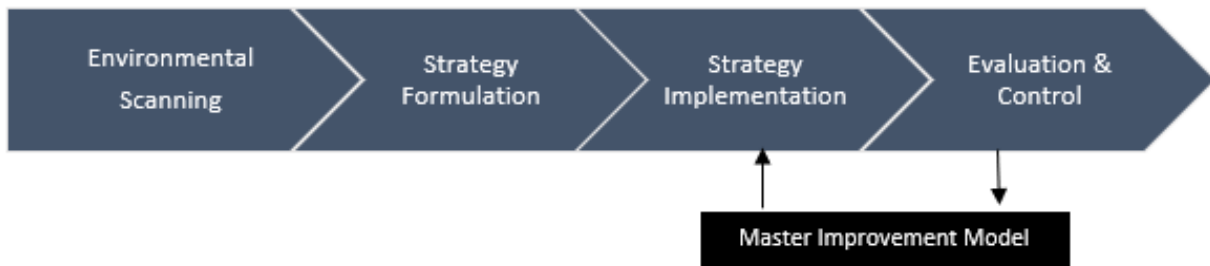 Environmental
Scanning
Strategy
Formulation
Strategy
Implementation
Evaluation &
Control
Master Improvement Model